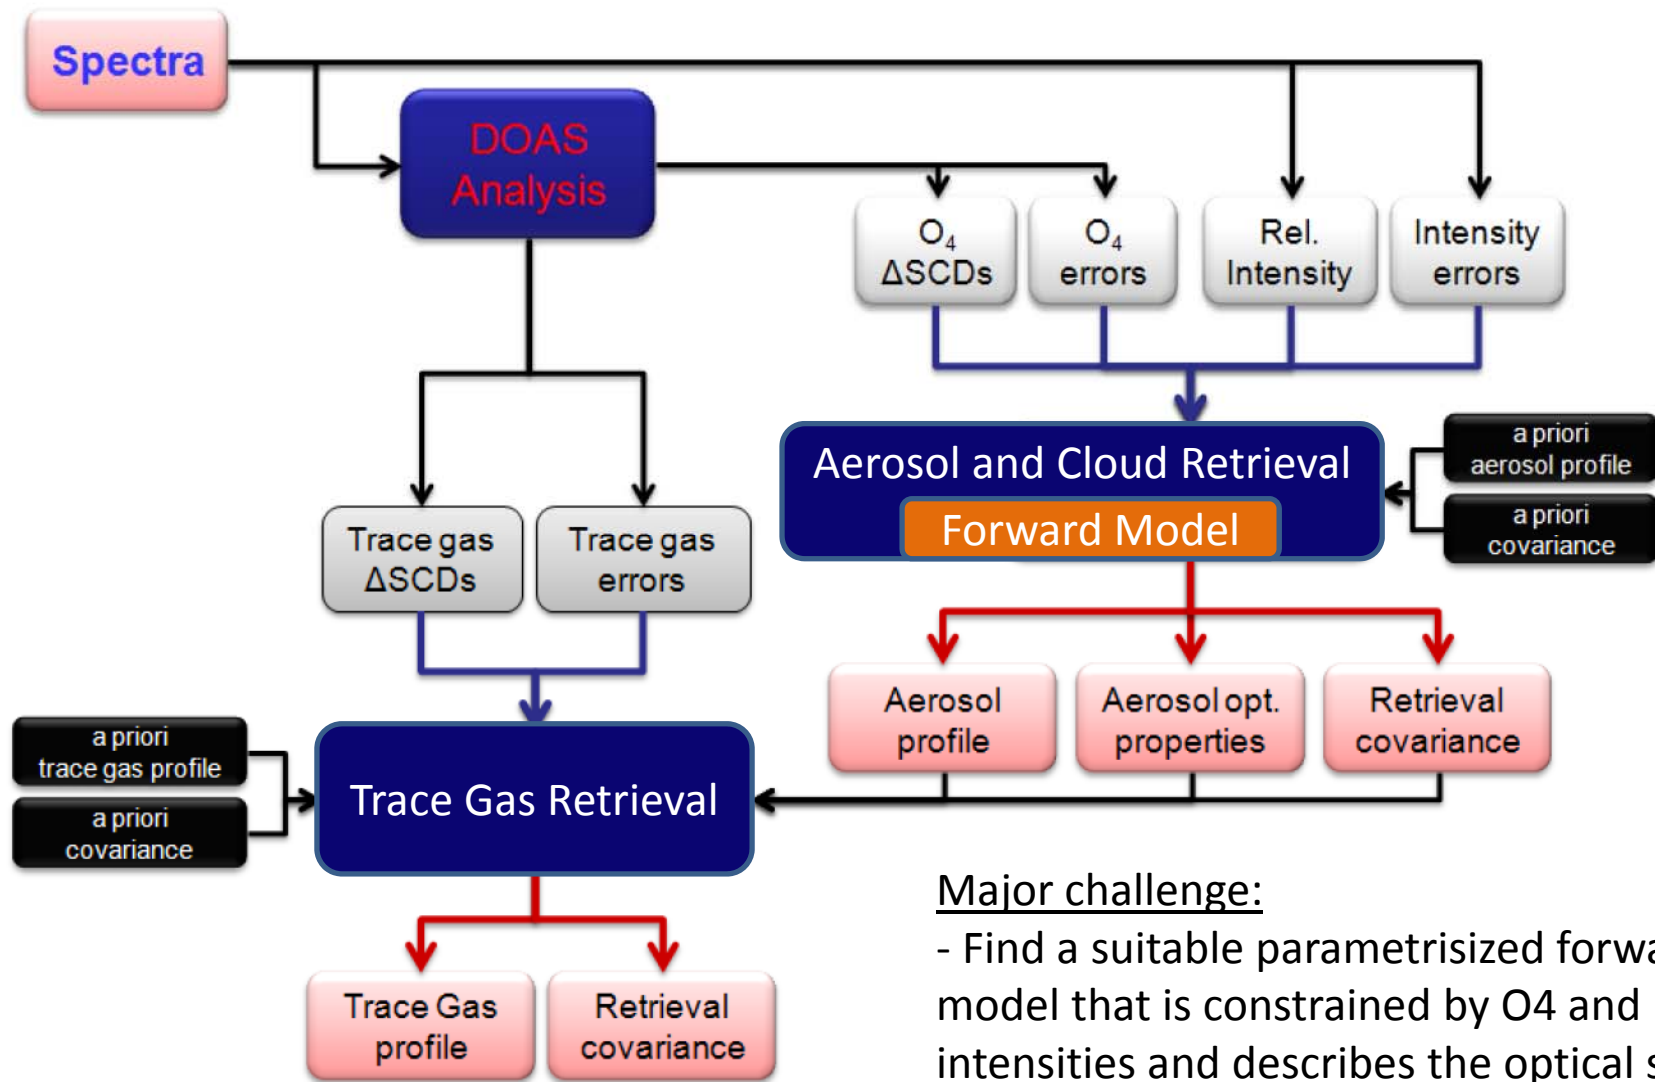 Spectra
DOAS
Analysis
O₄
ΔSCDs
O₄
errors
Rel.
Intensity
Intensity
errors
Aerosol and Cloud Retrieval
Forward Model
a priori
aerosol profile
a priori
covariance
Trace gas
ΔSCDs
Trace gas
errors
Aerosol
profile
Aerosol opt.
properties
Retrieval
covariance
a priori
trace gas profile
a priori
covariance
Trace Gas Retrieval
Trace Gas
profile
Retrieval
covariance
Major challenge:
- Find a suitable parametrisized
model that is constrained by O4 and
intensities and describes the optical